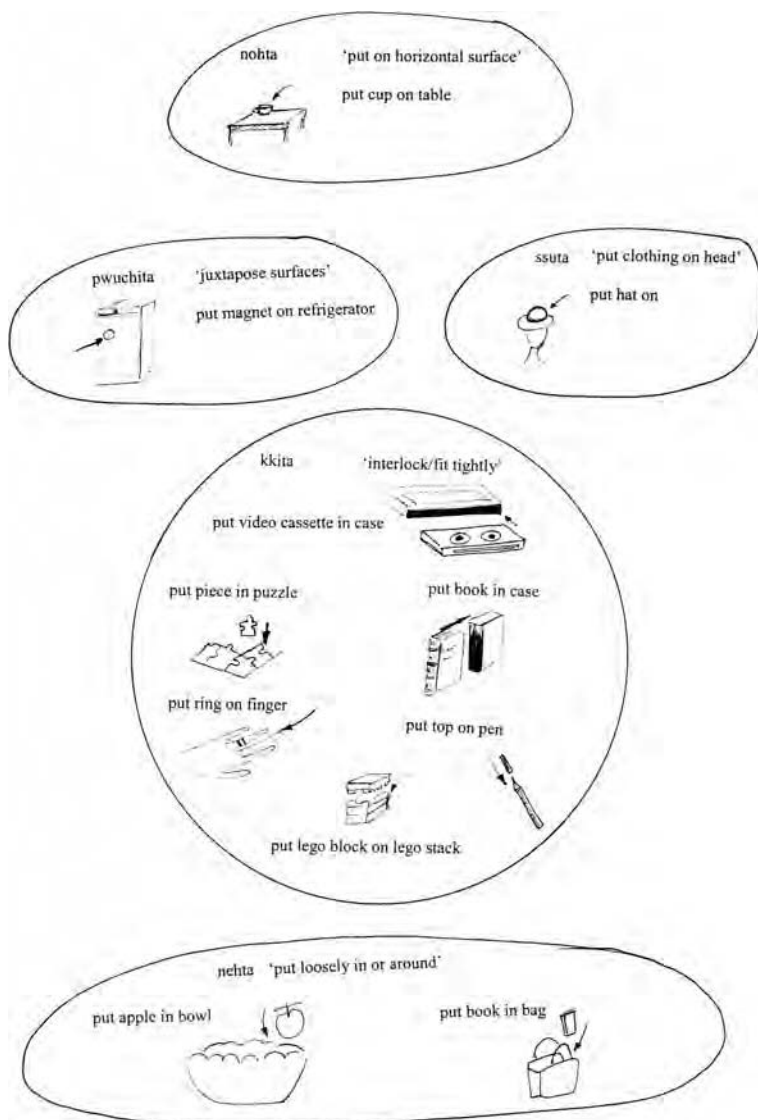 nohta ‘put on horizontal surface’
put cup on table
pwuchita ‘juxtapose surfaces’
put magnet on refrigerator
ssuta ‘put clothing on head’
put hat on
kkita ‘interlock/fit tightly’
put video cassette in case
put piece in puzzle
put book in case
put ring on finger
put top on pen
put lego block on lego stack
nehta ‘put loosely in or around’
put apple in bowl
put book in bag